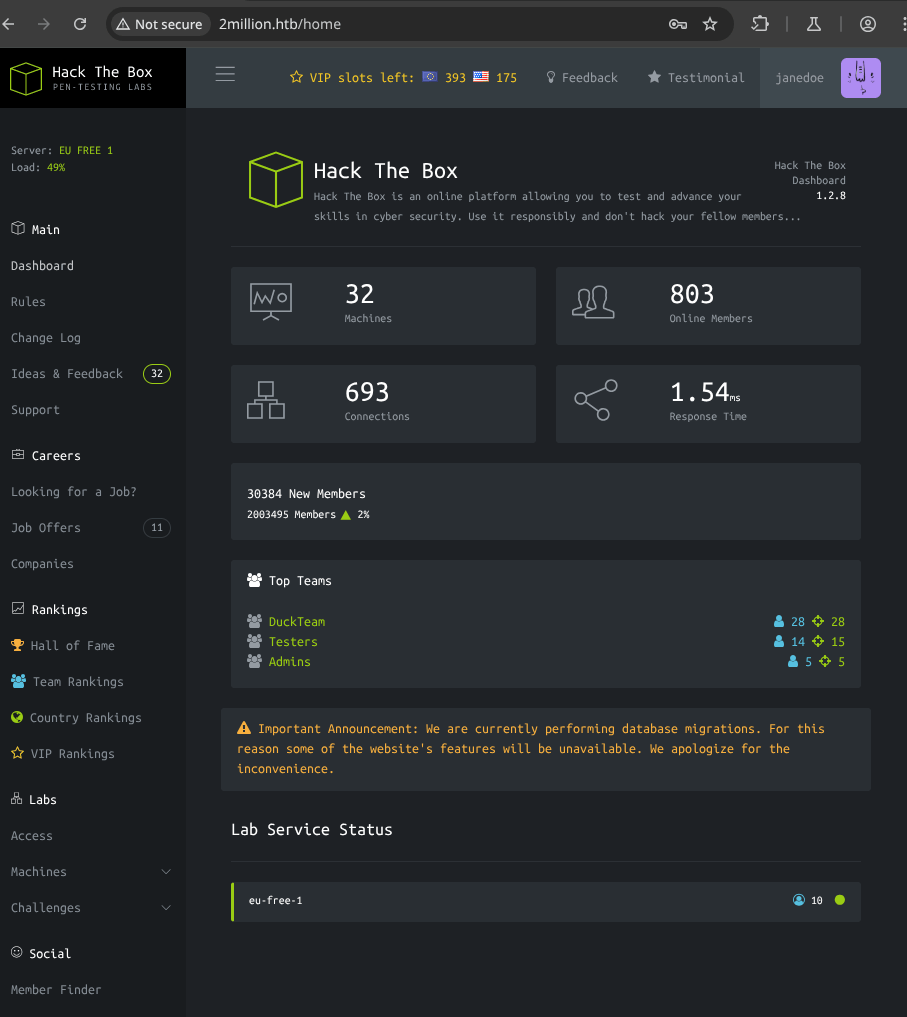 Not secure 2million.htb/home
Hack The Box
PEN-TESTING LABS
VIP slots left: 393 175 Feedback Testimonial janedoe
Server: EU FREE 1
Load: 49%
Main
Dashboard
Rules
Change Log
Ideas & Feedback 32
Support
Careers
Looking for a Job?
Job Offers 11
Companies
Rankings
Hall of Fame
Team Rankings
Country Rankings
VIP Rankings
Labs
Access
Machines
Challenges
Social
Member Finder
Hack The Box
Hack The Box is an online platform allowing you to test and advance your
skills in cyber security. Use it responsibly and don't hack your fellow members...
Hack The Box
Dashboard
1.2.8
32
Machines
803
Online Members
693
Connections
1.54ms
Response Time
30384 New Members
2003495 Members 2%
Top Teams
DuckTeam 28 28
Testers 14 15
Admins 5 5
Important Announcement: We are currently performing database migrations. For this
reason some of the website's features will be unavailable. We apologize for the
inconvenience.
Lab Service Status
eu-free-1 10